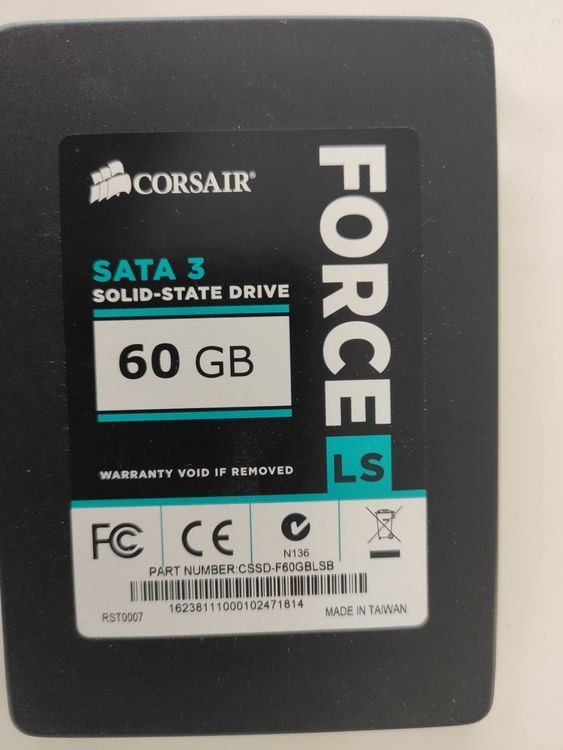 CORSAIR®
FORCE
LS
SATA 3
SOLID-STATE DRIVE
60 GB
WARRANTY VOID IF REMOVED
FC
CE
N136
PART NUMBER:CSSD-F60GBLSB
16238111000102471814
RST0007
MADE IN TAIWAN